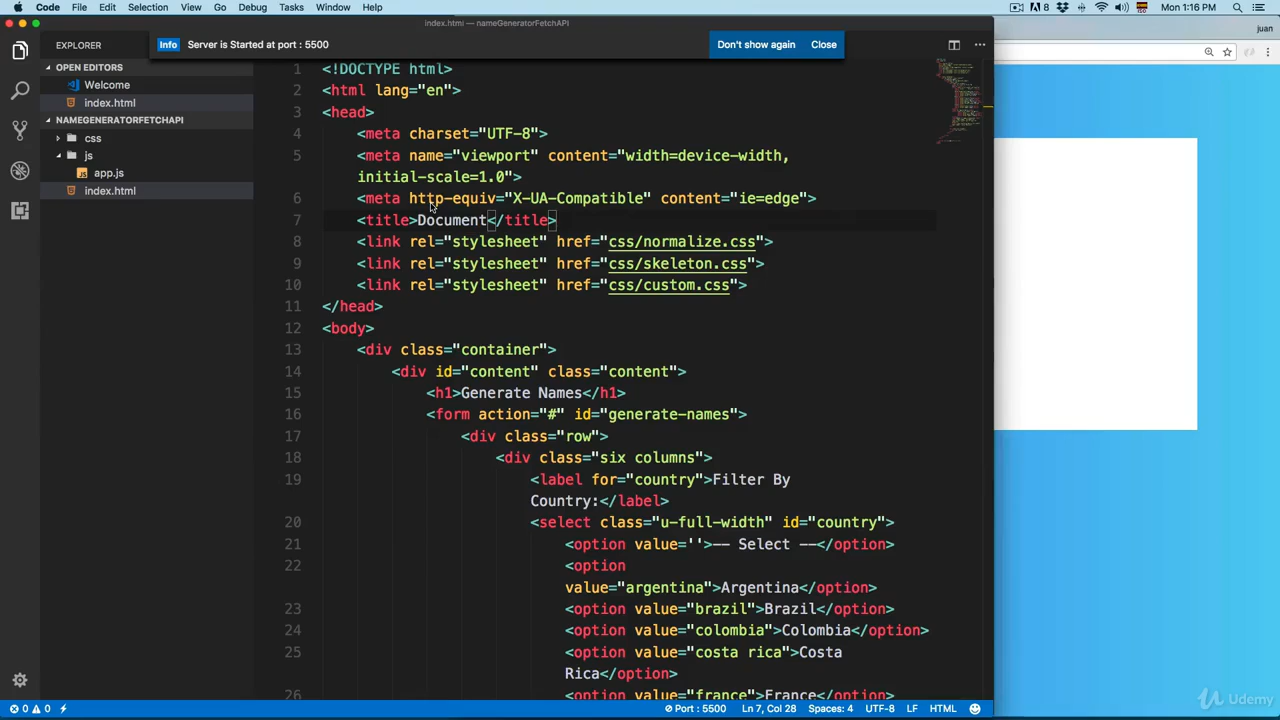 Code File Edit Selection View Go Debug Tasks Window Help
8 Mon 1:16 PM
index.html — nameGeneratorFetchAPI
juan
EXPLORER
Info Server is Started at port : 5500
Don't show again Close
OPEN EDITORS
Welcome
index.html
NAMEGENERATORFETCHAPI
css
js
app.js
index.html
1 <!DOCTYPE html>
2 <html lang="en">
3 <head>
4 <meta charset="UTF-8">
5 <meta name="viewport" content="width=device-width,
initial-scale=1.0">
6 <meta http-equiv="X-UA-Compatible" content="ie=edge">
7 <title>Document</title>
8 <link rel="stylesheet" href="css/normalize.css">
9 <link rel="stylesheet" href="css/skeleton.css">
10 <link rel="stylesheet" href="css/custom.css">
11 </head>
12 <body>
13 <div class="container">
14 <div id="content" class="content">
15 <h1>Generate Names</h1>
16 <form action="#" id="generate-names">
17 <div class="row">
18 <div class="six columns">
19 <label for="country">Filter By
Country:</label>
20 <select class="u-full-width" id="country">
21 <option value=''>-- Select --</option>
22 <option
value="argentina">Argentina</option>
23 <option value="brazil">Brazil</option>
24 <option value="colombia">Colombia</option>
25 <option value="costa rica">Costa
Rica</option>
26 <option value="france">France</option>
0 0
Port : 5500 Ln 7, Col 28 Spaces: 4 UTF-8 LF HTML
Udemy